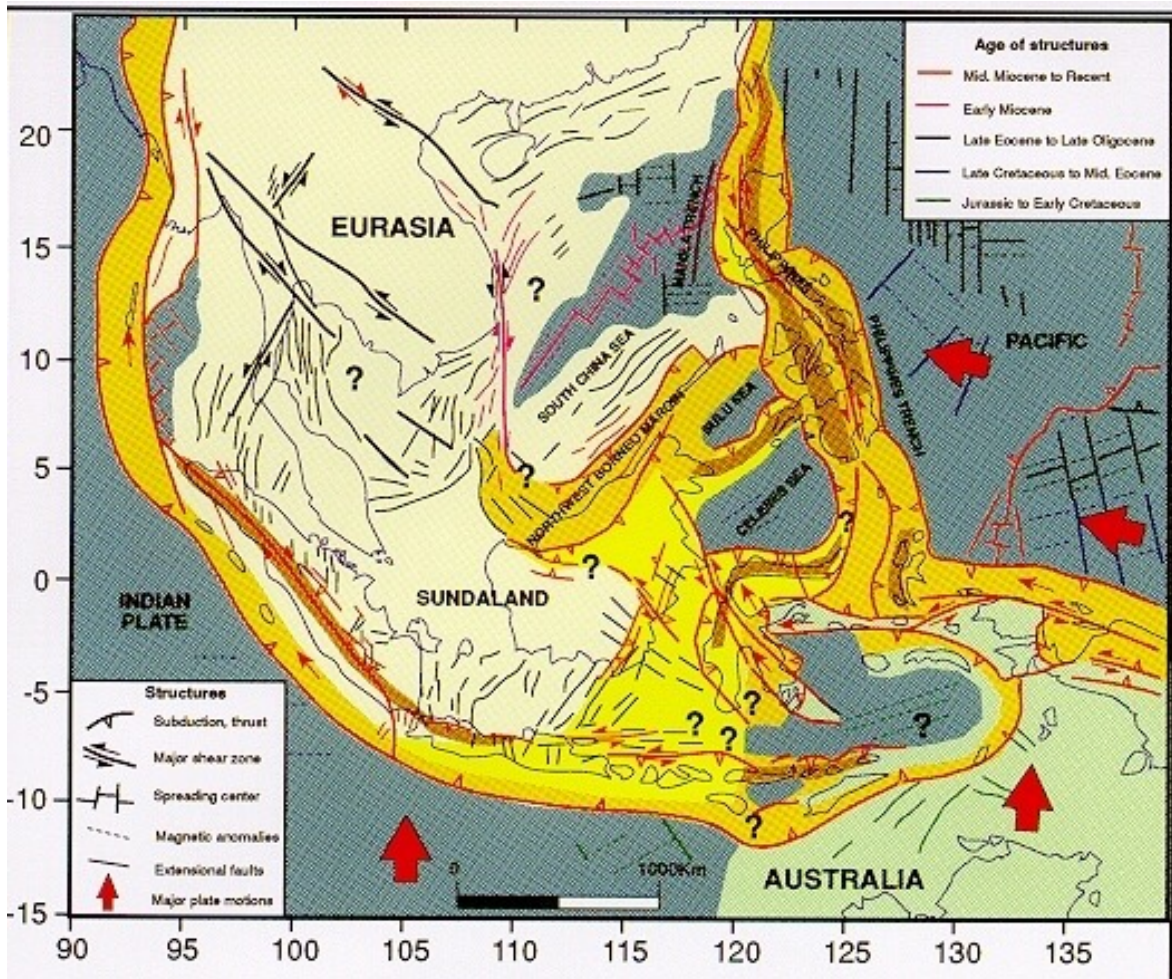 Age of structures
Mid. Miocene to Recent
Early Miocene
Late Eocene to Late Oligocene
Late Cretaceous to Mid. Eocene
Jurassic to Early Cretaceous
20
15
10
5
0
-5
-10
-15
EURASIA
?
?
MANILA TRENCH
PHILIPPINES
PHILIPPINES TRENCH
PACIFIC
SOUTH CHINA SEA
NORTHWEST BORNEO MARGIN
SULU SEA
CELEBES SEA
?
?
?
SUNDALAND
INDIAN
PLATE
?
?
?
?
?
AUSTRALIA
0
1000Km
Structures
Subduction, thrust
Major shear zone
Spreading center
Magnetic anomalies
Extensional faults
Major plate motions
90
95
100
105
110
115
120
125
130
135